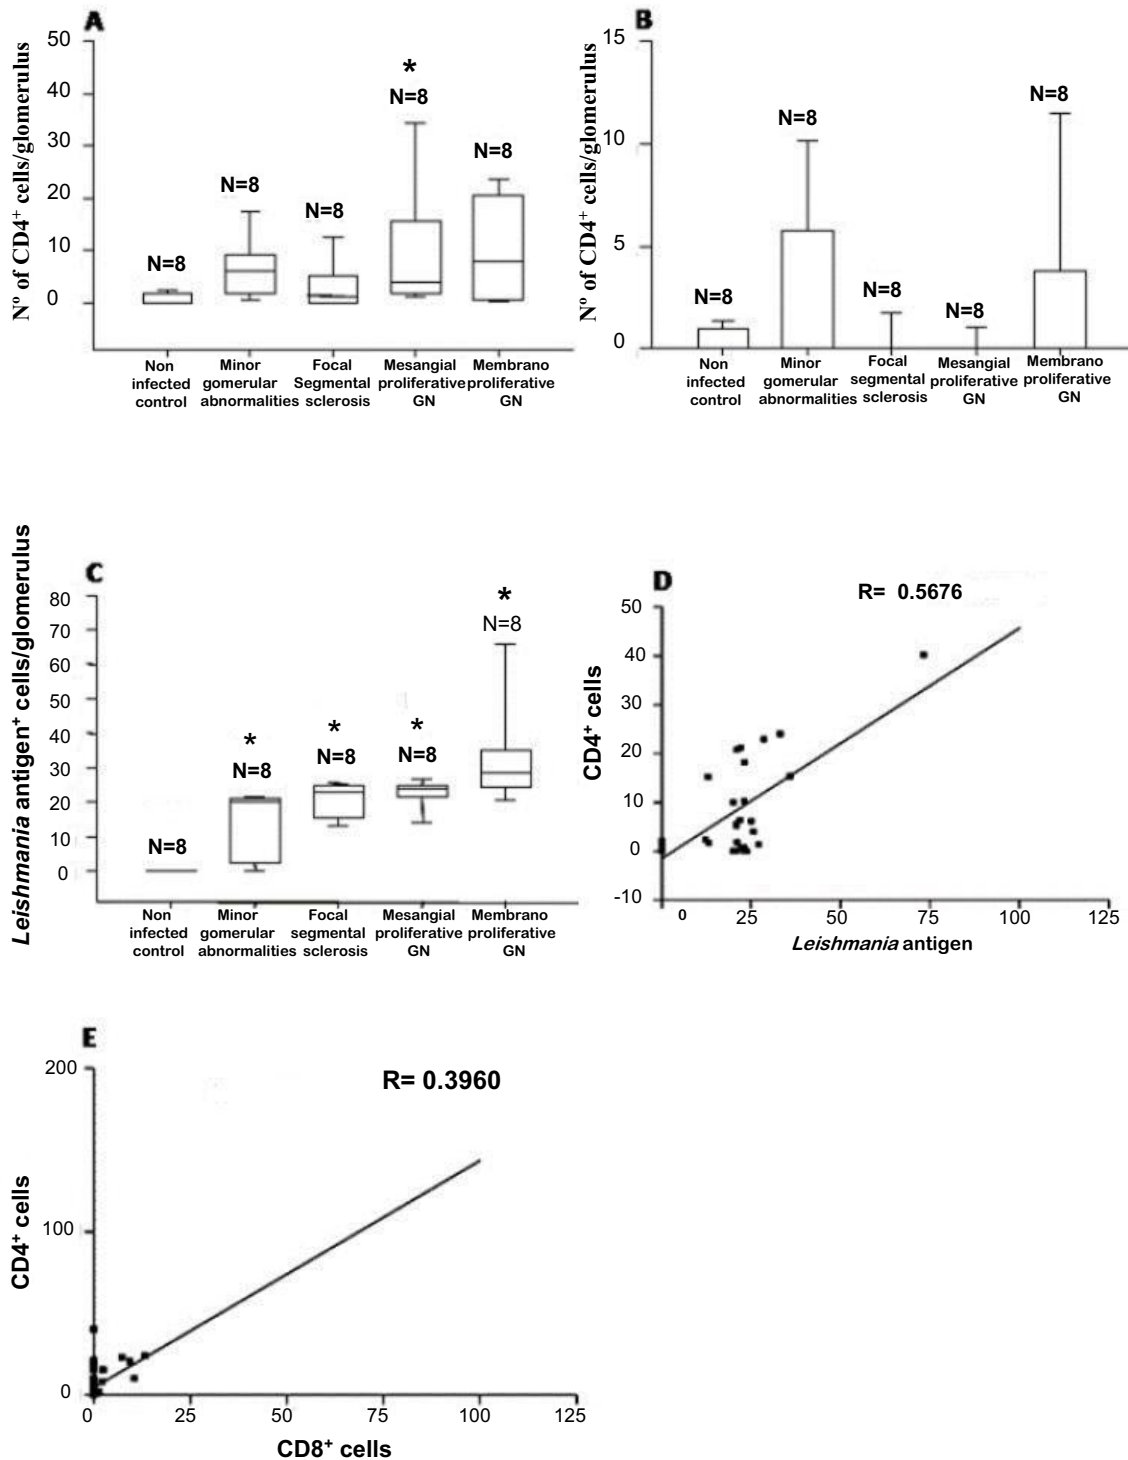 A
Nº of CD4+ cells/glomerulus
50
40
30
20
10
0
N=8
N=8
N=8
*
N=8
N=8
Non infected control
Minor gomerular abnormalities
Focal Segmental sclerosis
Mesangial proliferative GN
Membrano proliferative GN
B
Nº of CD4+ cells/glomerulus
15
10
5
0
N=8
N=8
N=8
N=8
N=8
Non infected control
Minor gomerular abnormalities
Focal segmental sclerosis
Mesangial proliferative GN
Membrano proliferative GN
C
Leishmania antigen+ cells/glomerulus
80
70
60
50
40
30
20
10
0
N=8
*
N=8
*
N=8
*
N=8
*
N=8
Non infected control
Minor gomerular abnormalities
Focal segmental sclerosis
Mesangial proliferative GN
Membrano proliferative GN
D
R= 0.5676
CD4+ cells
50
40
30
20
10
0
-10
0 25 50 75 100 125
Leishmania antigen
E
R= 0.3960
CD4+ cells
200
100
0
0 25 50 75 100 125
CD8+ cells